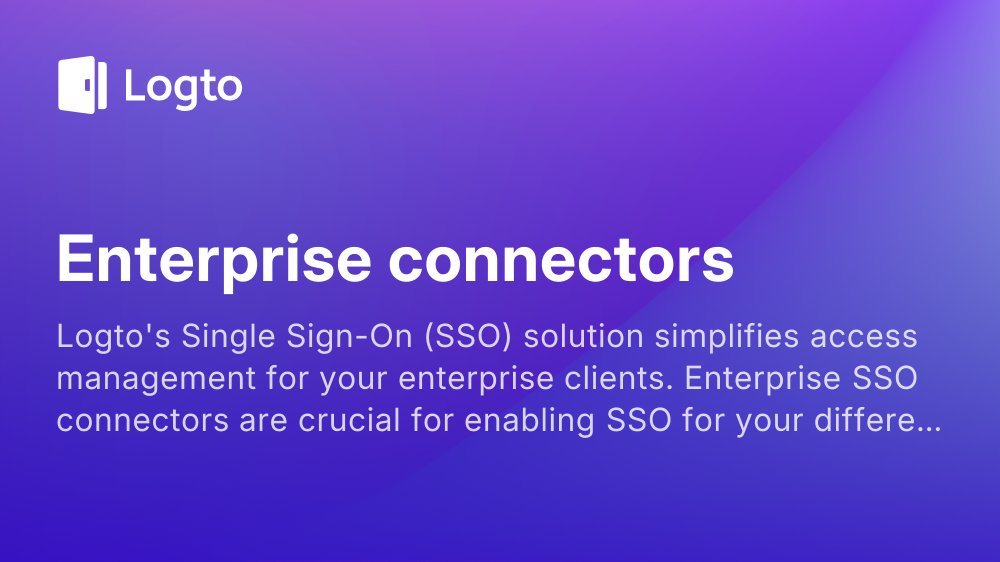 Logto
Enterprise connectors
Logto's Single Sign-On (SSO) solution simplifies access
management for your enterprise clients. Enterprise SSO
connectors are crucial for enabling SSO for your differe...